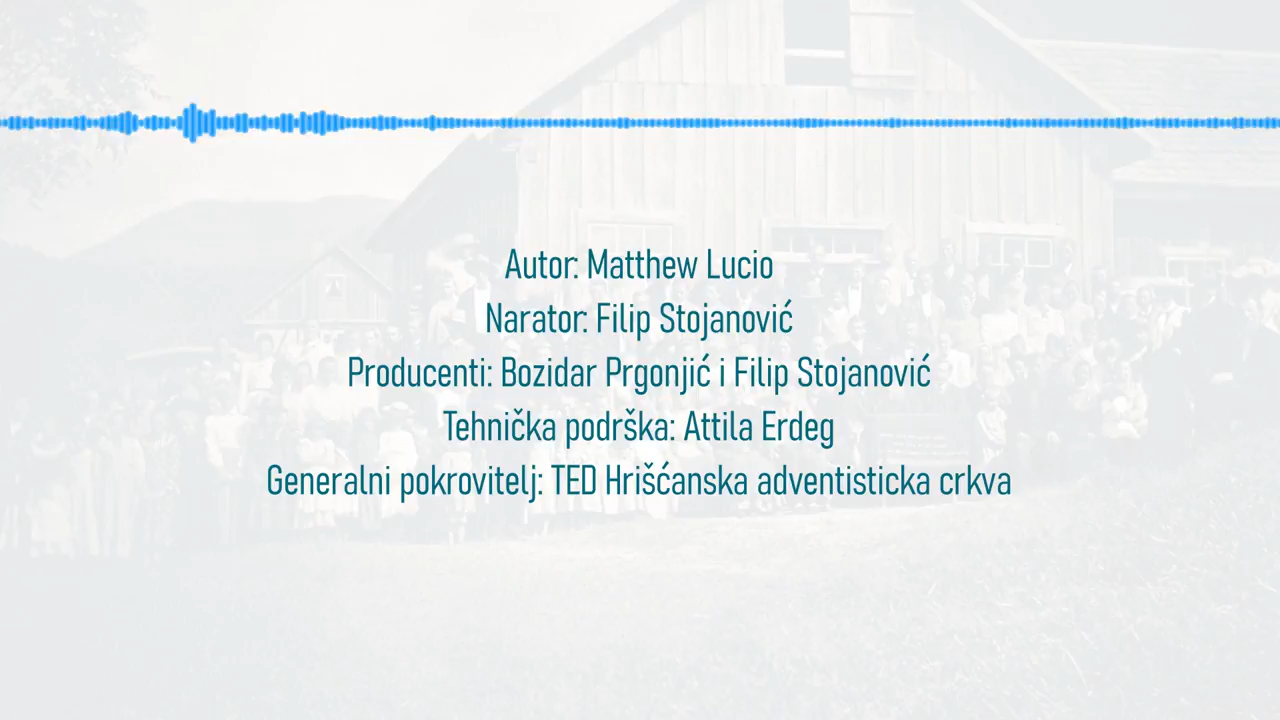 Autor: Matthew Lucio
Narator: Filip Stojanović
Producenti: Bozidar Prgonjić i Filip Stojanović
Tehnička podrška: Attila Erdeg
Generalni pokrovitelj: TED Hrišćanska adventisticka crkva